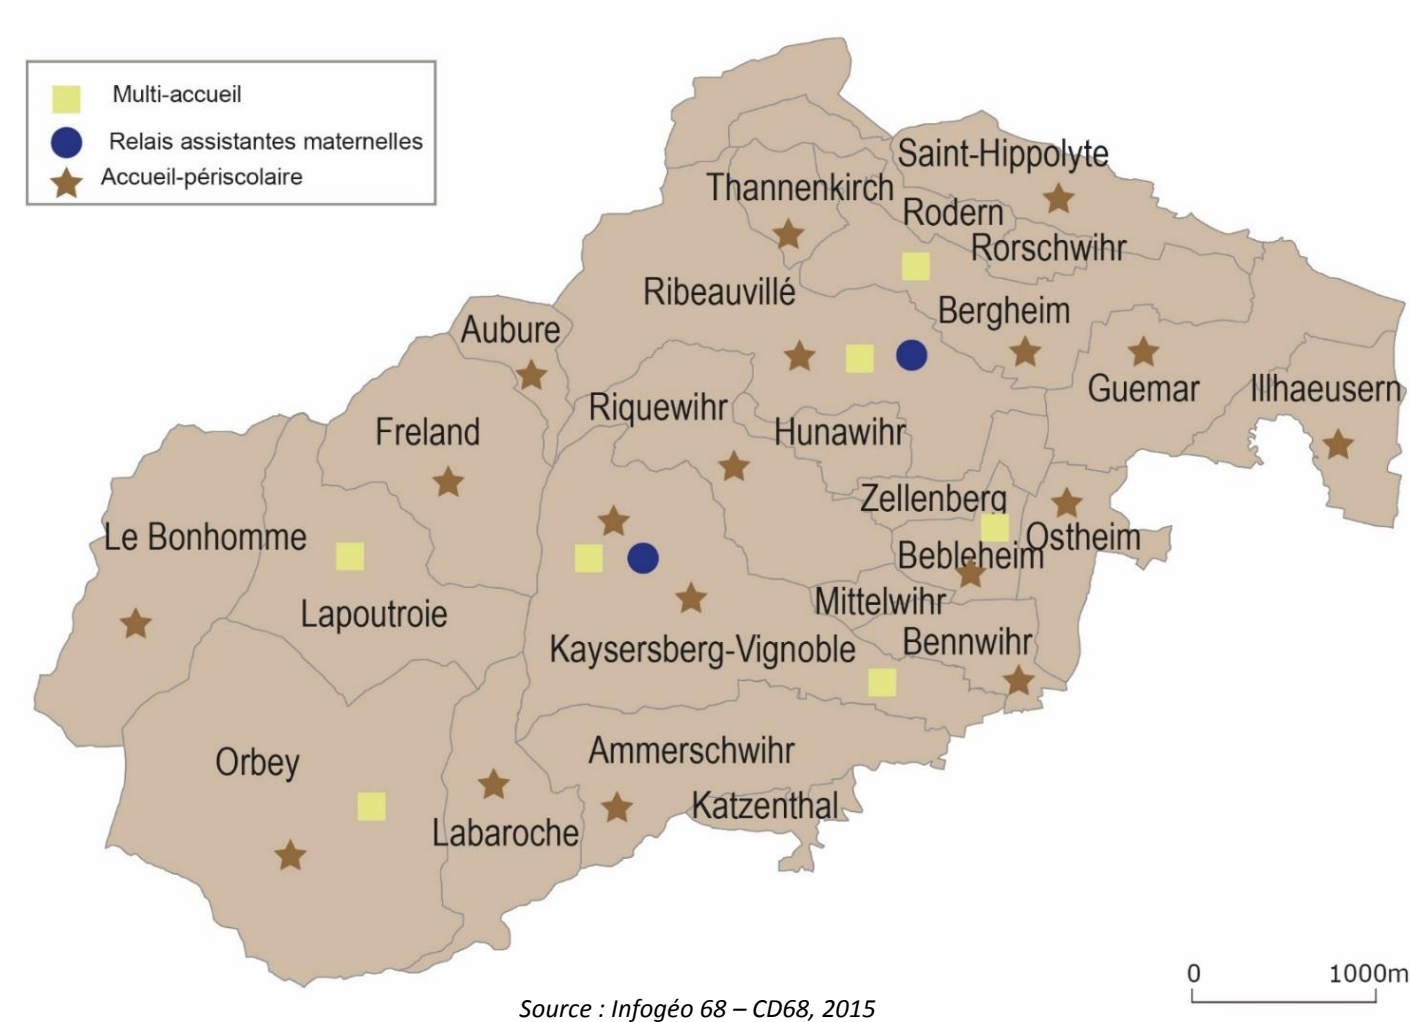 Multi-accueil
Relais assistantes maternelles
Accueil-périscolaire
Saint-Hippolyte
Thannenkirch
Rodern
Rorschwihr
Ribeauvillé
Bergheim
Aubure
Guemar
Illhaeusern
Riquewihr
Freland
Hunawihr
Zellenberg
Le Bonhomme
Ostheim
Bebleheim
Lapoutroie
Mittelwihr
Kaysersberg-Vignoble
Bennwihr
Ammerschwihr
Orbey
Katzenthal
Labaroche
0 1000m
Source : Infogéo 68 – CD68, 2015